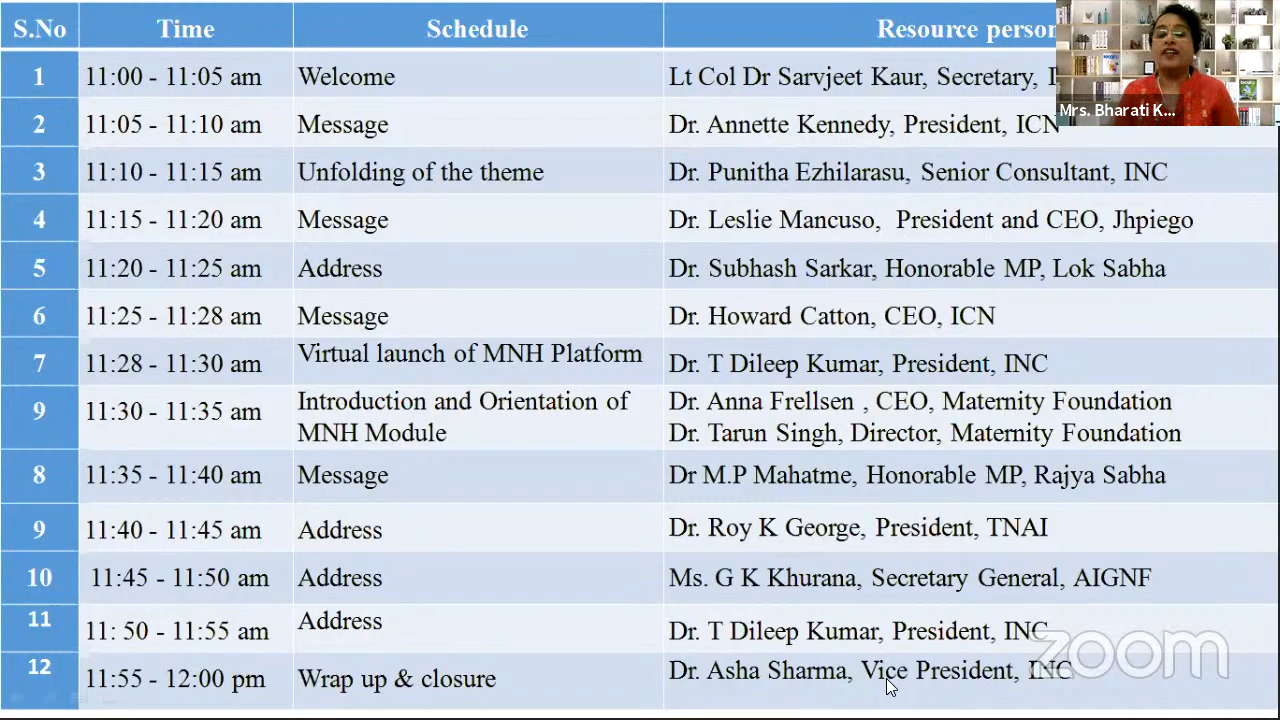 S.No Time Schedule Resource person
1 11:00 - 11:05 am Welcome Lt Col Dr Sarvjeet Kaur, Secretary,
Mrs. Bharati K...
2 11:05 - 11:10 am Message Dr. Annette Kennedy, President, ICN
3 11:10 - 11:15 am Unfolding of the theme Dr. Punitha Ezhilarasu, Senior Consultant, INC
4 11:15 - 11:20 am Message Dr. Leslie Mancuso, President and CEO, Jhpiego
5 11:20 - 11:25 am Address Dr. Subhash Sarkar, Honorable MP, Lok Sabha
6 11:25 - 11:28 am Message Dr. Howard Catton, CEO, ICN
7 11:28 - 11:30 am Virtual launch of MNH Platform Dr. T Dileep Kumar, President, INC
9 11:30 - 11:35 am Introduction and Orientation of Dr. Anna Frellsen , CEO, Maternity Foundation
MNH Module Dr. Tarun Singh, Director, Maternity Foundation
8 11:35 - 11:40 am Message Dr M.P Mahatme, Honorable MP, Rajya Sabha
9 11:40 - 11:45 am Address Dr. Roy K George, President, TNAI
10 11:45 - 11:50 am Address Ms. G K Khurana, Secretary General, AIGNF
11 11: 50 - 11:55 am Address Dr. T Dileep Kumar, President, INC
zoom
12 11:55 - 12:00 pm Wrap up & closure Dr. Asha Sharma, Vice President, INC